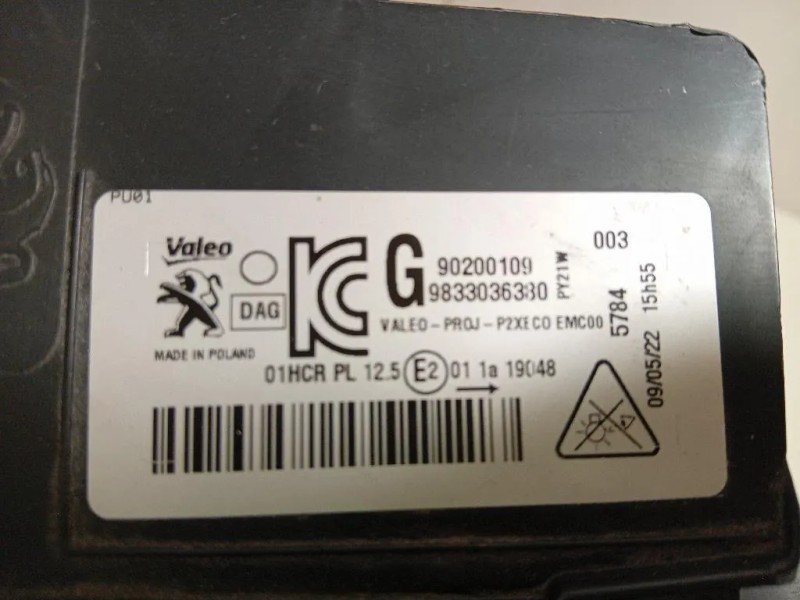 PU01
Valeo
DAG
MADE IN POLAND
KC
G
90200109
9833036380
PY21W
003
VALEO-PROJ-P2XECO EMC00
5784
09/05/22 15h55
01HCR PL 12.5 E2 01 1a 19048